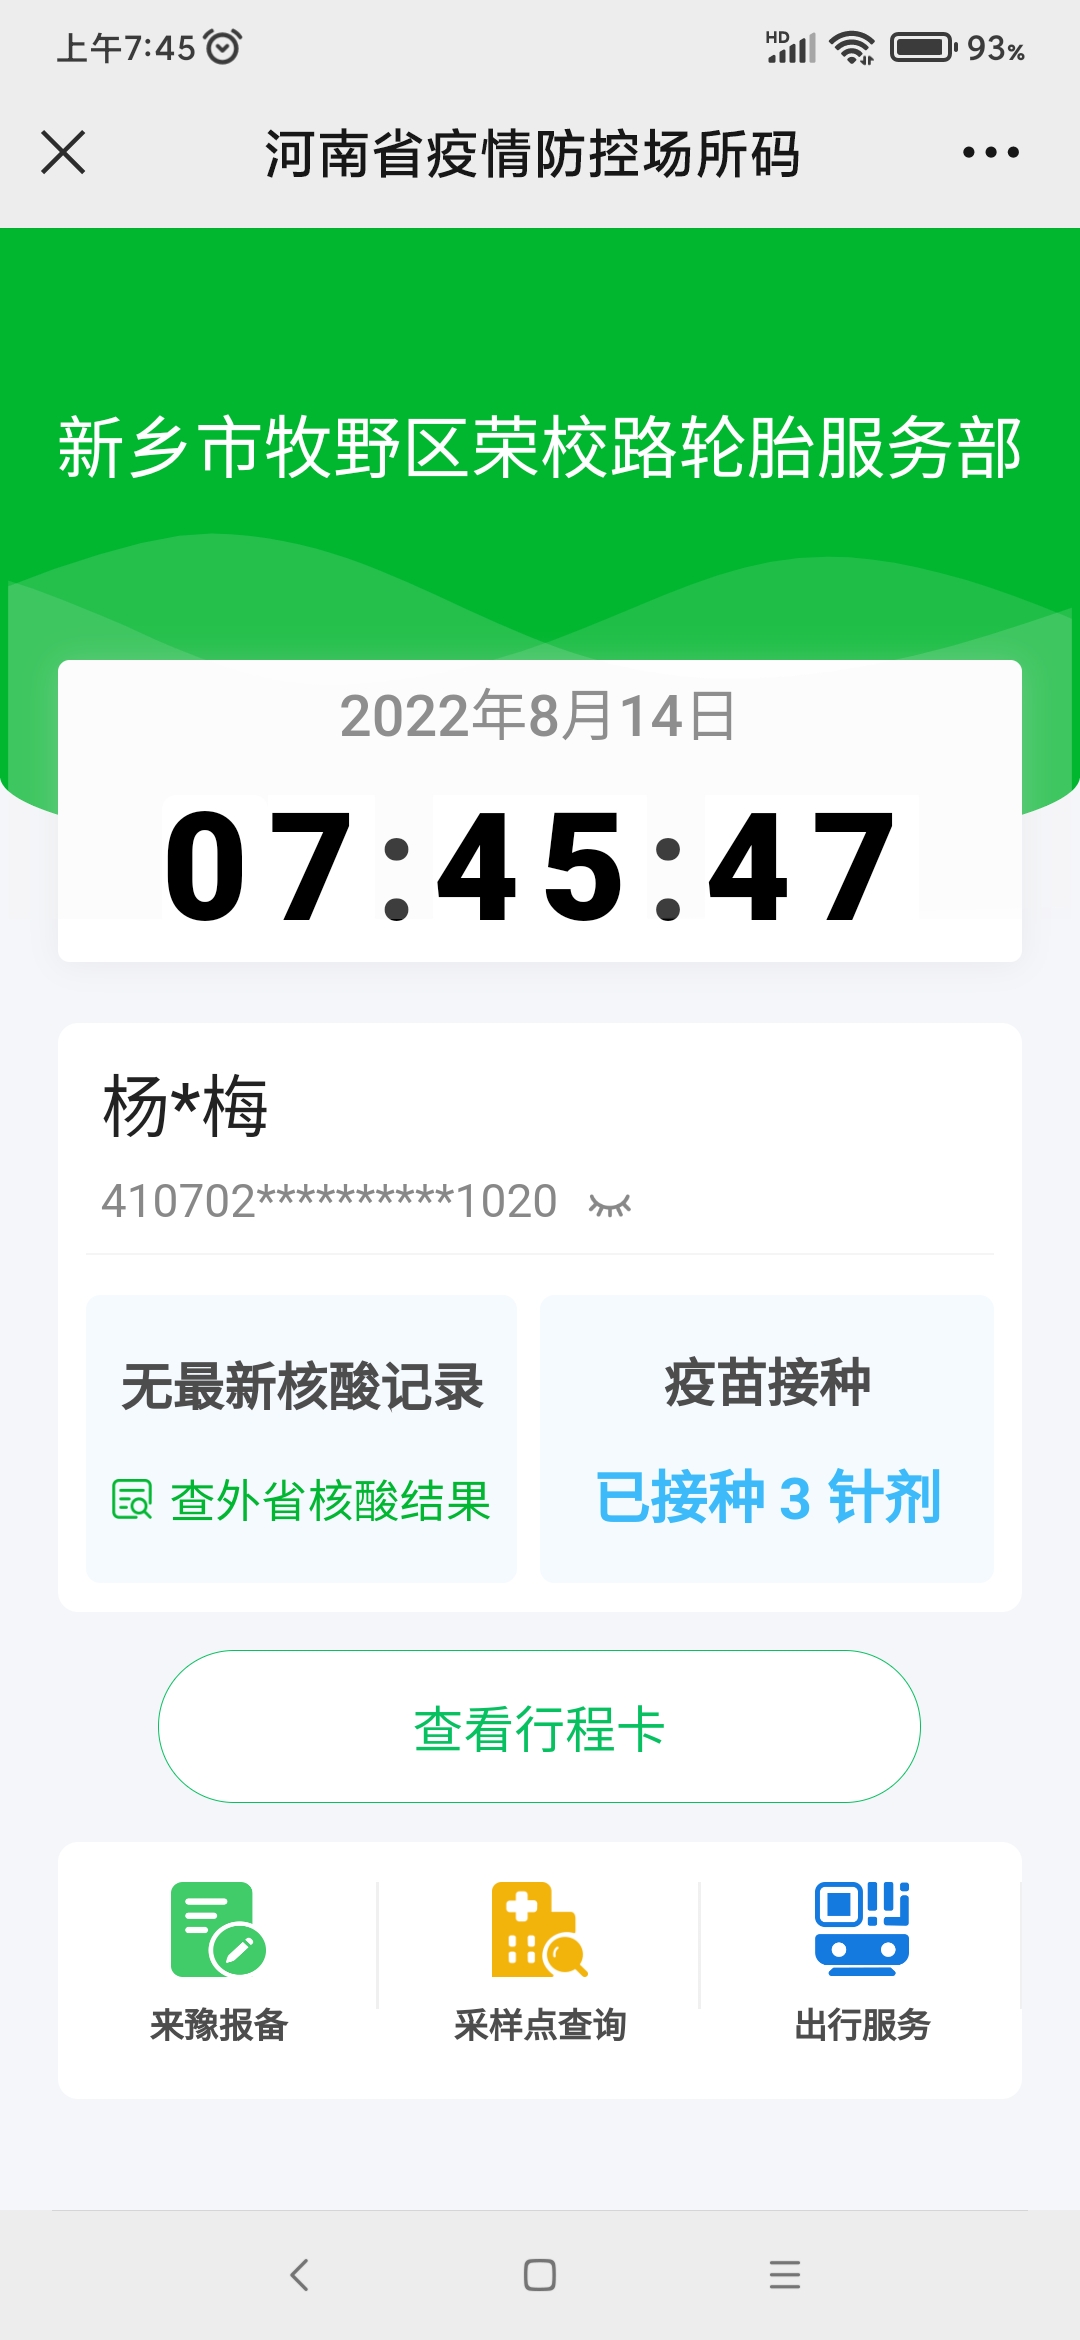 上午7:45
HD
93%
河南省疫情防控场所码
新乡市牧野区荣校路轮胎服务部
2022年8月14日
07:45:47
杨*梅
410702**********1020
无最新核酸记录
疫苗接种
查外省核酸结果
已接种 3 针剂
查看行程卡
来豫报备
采样点查询
出行服务